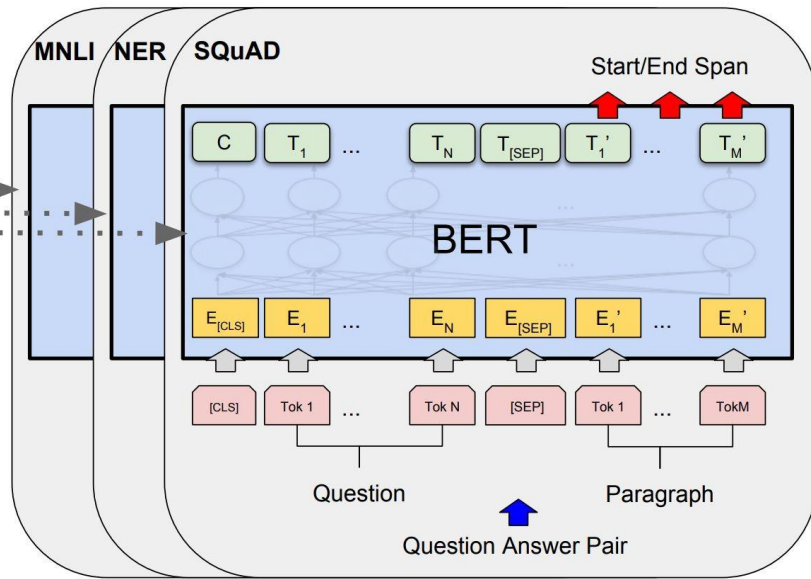 MNLI NER SQuAD
Start/End Span
C T1 ... TN T[SEP] T1' ... TM'
...
BERT
...
E[CLS] E1 ... EN E[SEP] E1' ... EM'
[CLS] Tok 1 ... Tok N [SEP] Tok 1 ... TokM
Question Paragraph
Question Answer Pair